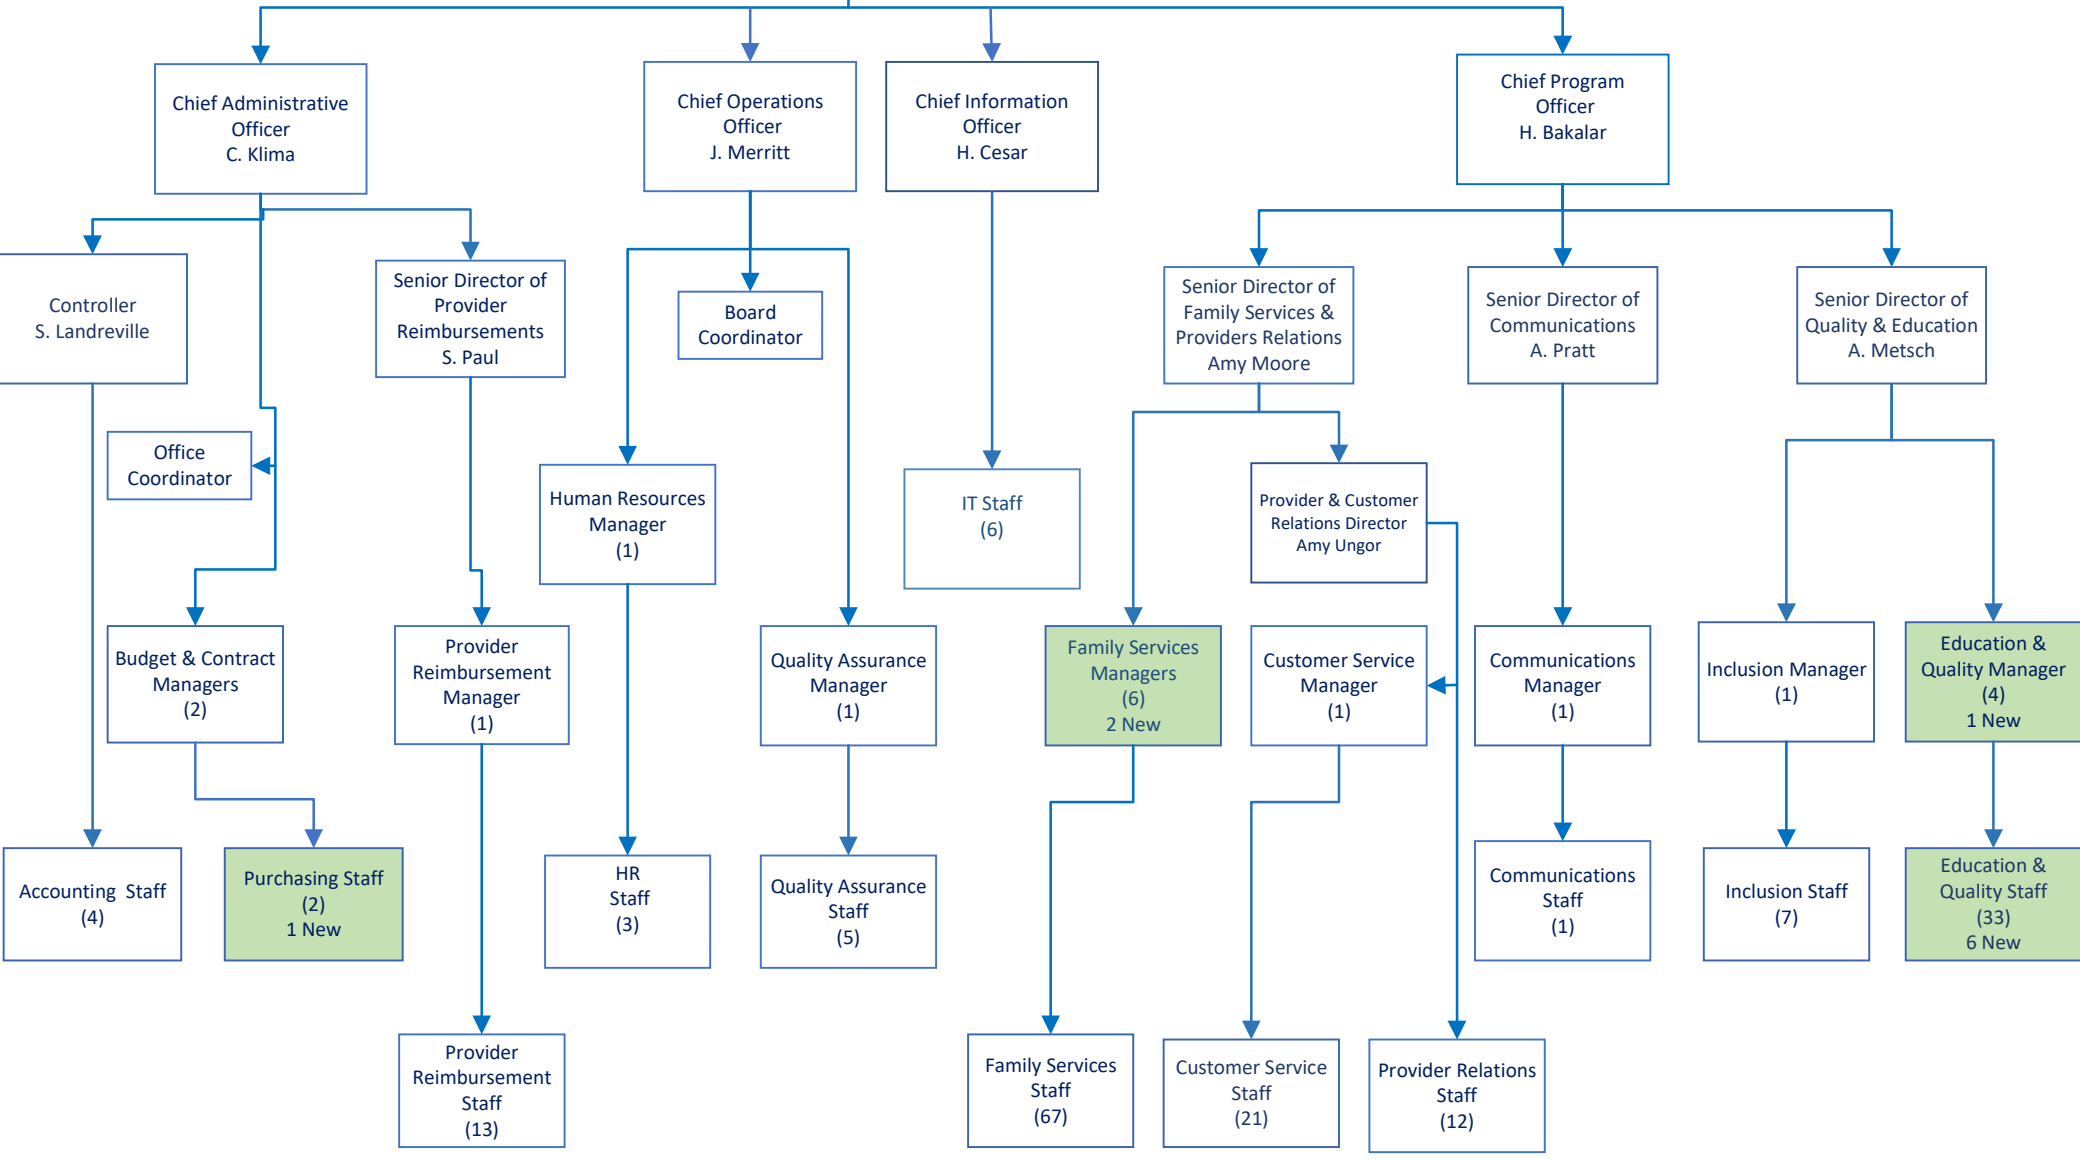 Chief Administrative
Officer
C. Klima
Chief Operations
Officer
J. Merritt
Chief Information
Officer
H. Cesar
Chief Program
Officer
H. Bakalar
Controller
S. Landreville
Senior Director of
Provider
Reimbursements
S. Paul
Board
Coordinator
Senior Director of
Family Services &
Providers Relations
Amy Moore
Senior Director of
Communications
A. Pratt
Senior Director of
Quality & Education
A. Metsch
Office
Coordinator
Human Resources
Manager
(1)
IT Staff
(6)
Provider & Customer
Relations Director
Amy Ungor
Budget & Contract
Managers
(2)
Provider
Reimbursement
Manager
(1)
Quality Assurance
Manager
(1)
Family Services
Managers
(6)
2 New
Customer Service
Manager
(1)
Communications
Manager
(1)
Inclusion Manager
(1)
Education &
Quality Manager
(4)
1 New
Accounting Staff
(4)
Purchasing Staff
(2)
1 New
HR
Staff
(3)
Quality Assurance
Staff
(5)
Communications
Staff
(1)
Inclusion Staff
(7)
Education &
Quality Staff
(33)
6 New
Provider
Reimbursement
Staff
(13)
Family Services
Staff
(67)
Customer Service
Staff
(21)
Provider Relations
Staff
(12)